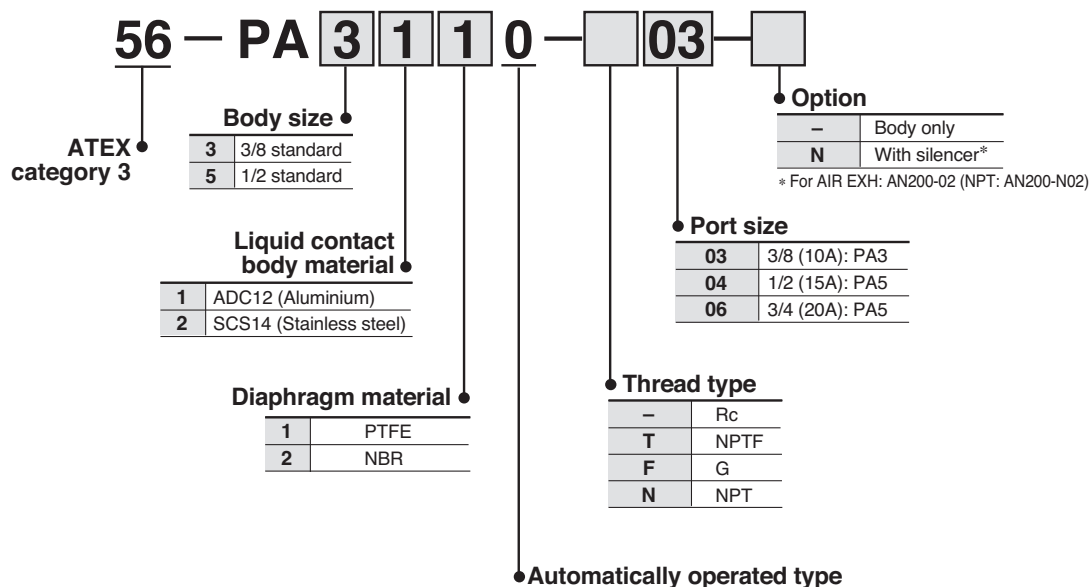 56 — PA 3 1 1 0 — 03 —
ATEX
category 3
Body size
3 3/8 standard
5 1/2 standard
Liquid contact
body material
1 ADC12 (Aluminium)
2 SCS14 (Stainless steel)
Diaphragm material
1 PTFE
2 NBR
Automatically operated type
Thread type
– Rc
T NPTF
F G
N NPT
Port size
03 3/8 (10A): PA3
04 1/2 (15A): PA5
06 3/4 (20A): PA5
Option
– Body only
N With silencer*
* For AIR EXH: AN200-02 (NPT: AN200-N02)